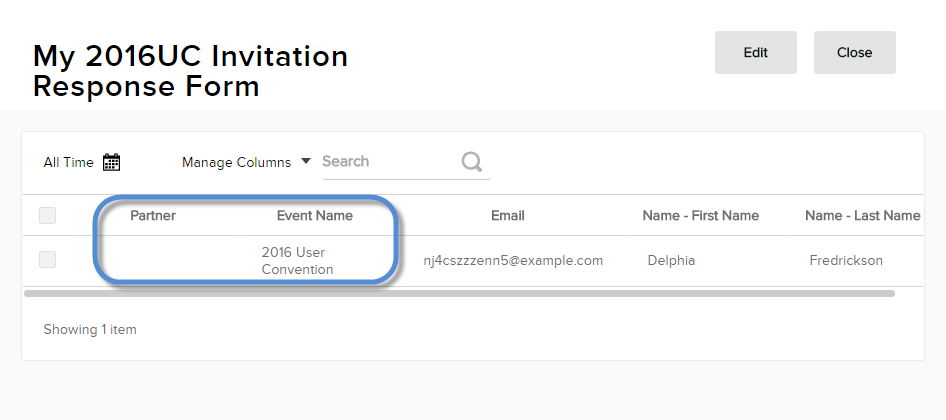 My 2016UC Invitation
Response Form
Edit
Close
All Time
Manage Columns
Search
Partner Event Name Email Name - First Name Name - Last Name
2016 User
Convention
nj4cszzzenn5@example.com Delphia Fredrickson
Showing 1 item